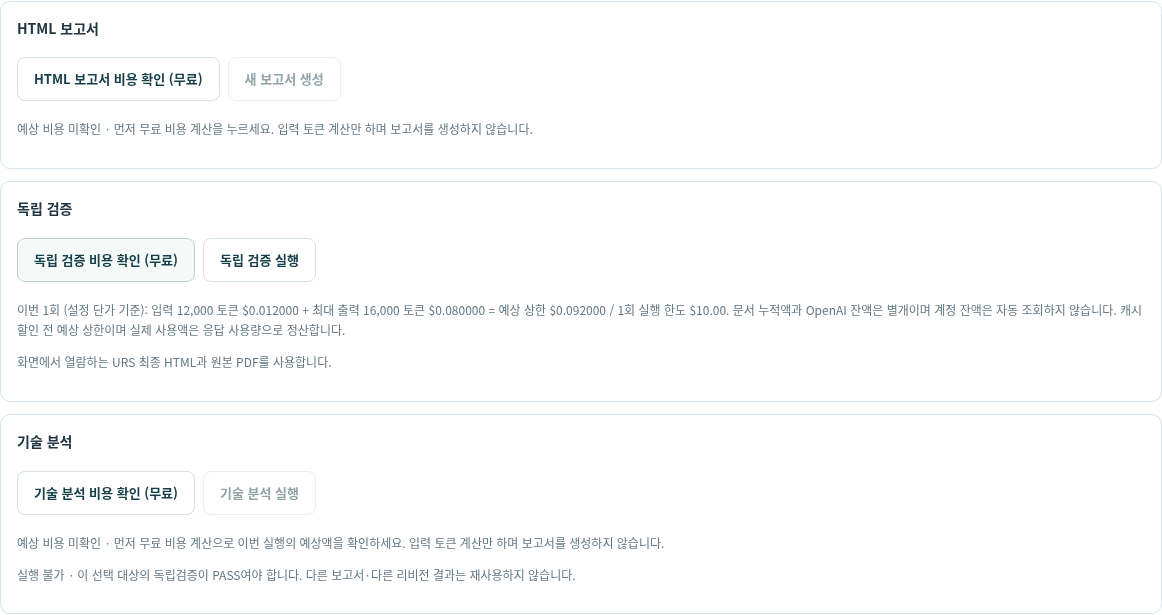 HTML 보고서
HTML 보고서 비용 확인 (무료)
새 보고서 생성
예상 비용 미확인 · 먼저 무료 비용 계산을 누르세요. 입력 토큰 계산만 하며 보고서를 생성하지 않습니다.
독립 검증
독립 검증 비용 확인 (무료)
독립 검증 실행
이번 1회 (설정 단가 기준): 입력 12,000 토큰 $0.012000 + 최대 출력 16,000 토큰 $0.080000 = 예상 상한 $0.092000 / 1회 실행 한도 $10.00. 문서 누적액과 OpenAI 잔액은 별개이며 계정 잔액은 자동 조회하지 않습니다. 캐시
할인 전 예상 상한이며 실제 사용액은 응답 사용량으로 정산합니다.
화면에서 열람하는 URS 최종 HTML과 원본 PDF를 사용합니다.
기술 분석
기술 분석 비용 확인 (무료)
기술 분석 실행
예상 비용 미확인 · 먼저 무료 비용 계산으로 이번 실행의 예상액을 확인하세요. 입력 토큰 계산만 하며 보고서를 생성하지 않습니다.
실행 불가 · 이 선택 대상의 독립검증이 PASS여야 합니다. 다른 보고서·다른 리비전 결과는 재사용하지 않습니다.